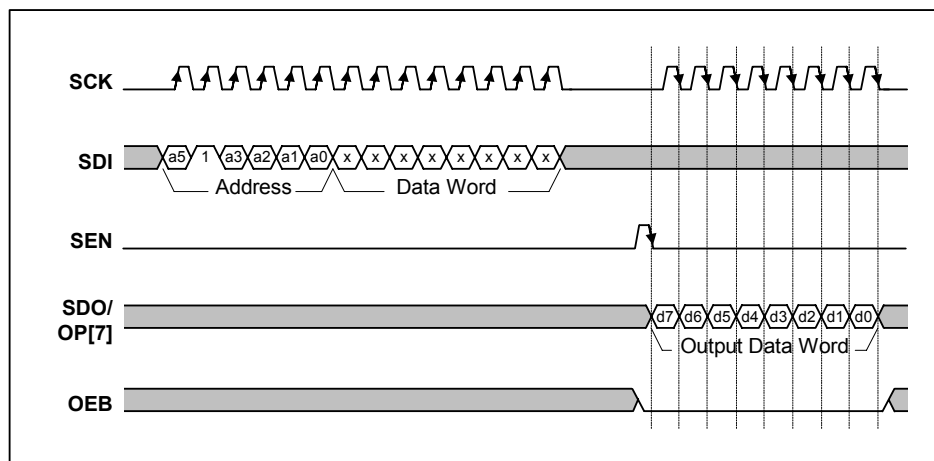 SCK
SDI
a5 1 a3 a2 a1 a0 x x x x x x x x
Address Data Word
SEN
SDO/
OP[7]
d7 d6 d5 d4 d3 d2 d1 d0
Output Data Word
OEB